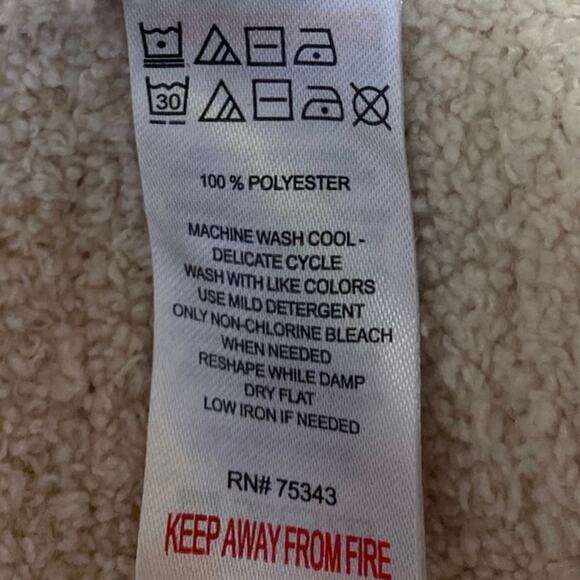 30
100 % POLYESTER
MACHINE WASH COOL -
DELICATE CYCLE
WASH WITH LIKE COLORS
USE MILD DETERGENT
ONLY NON-CHLORINE BLEACH
WHEN NEEDED
RESHAPE WHILE DAMP
DRY FLAT
LOW IRON IF NEEDED
RN# 75343
KEEP AWAY FROM FIRE